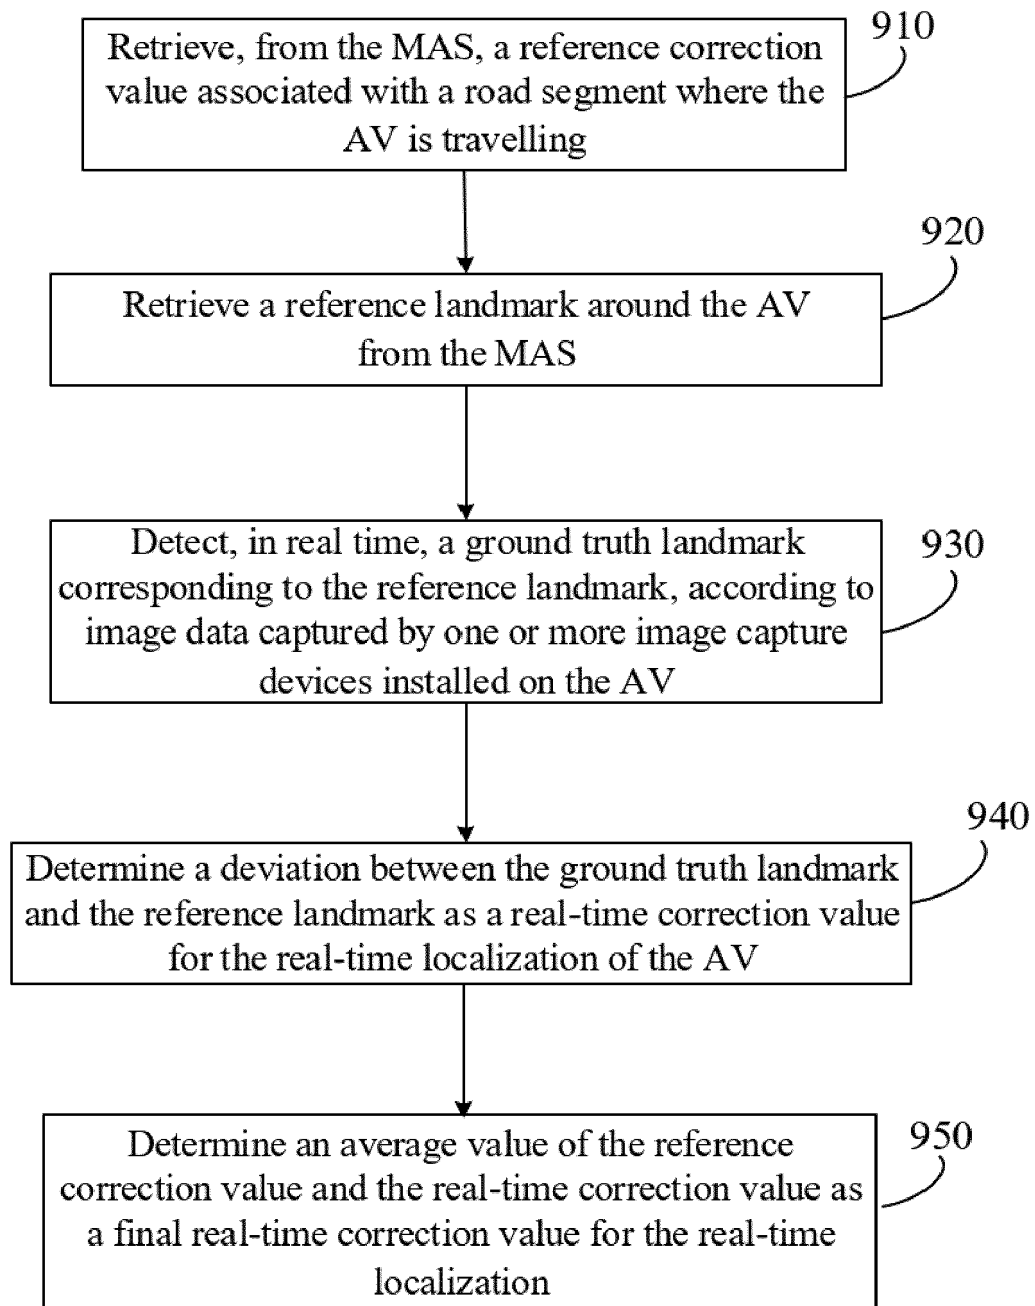 910
Retrieve, from the MAS, a reference correction
value associated with a road segment where the
AV is travelling
920
Retrieve a reference landmark around the AV
from the MAS
930
Detect, in real time, a ground truth landmark
corresponding to the reference landmark, according to
image data captured by one or more image capture
devices installed on the AV
940
Determine a deviation between the ground truth landmark
and the reference landmark as a real-time correction value
for the real-time localization of the AV
950
Determine an average value of the reference
correction value and the real-time correction value as
a final real-time correction value for the real-time
localization